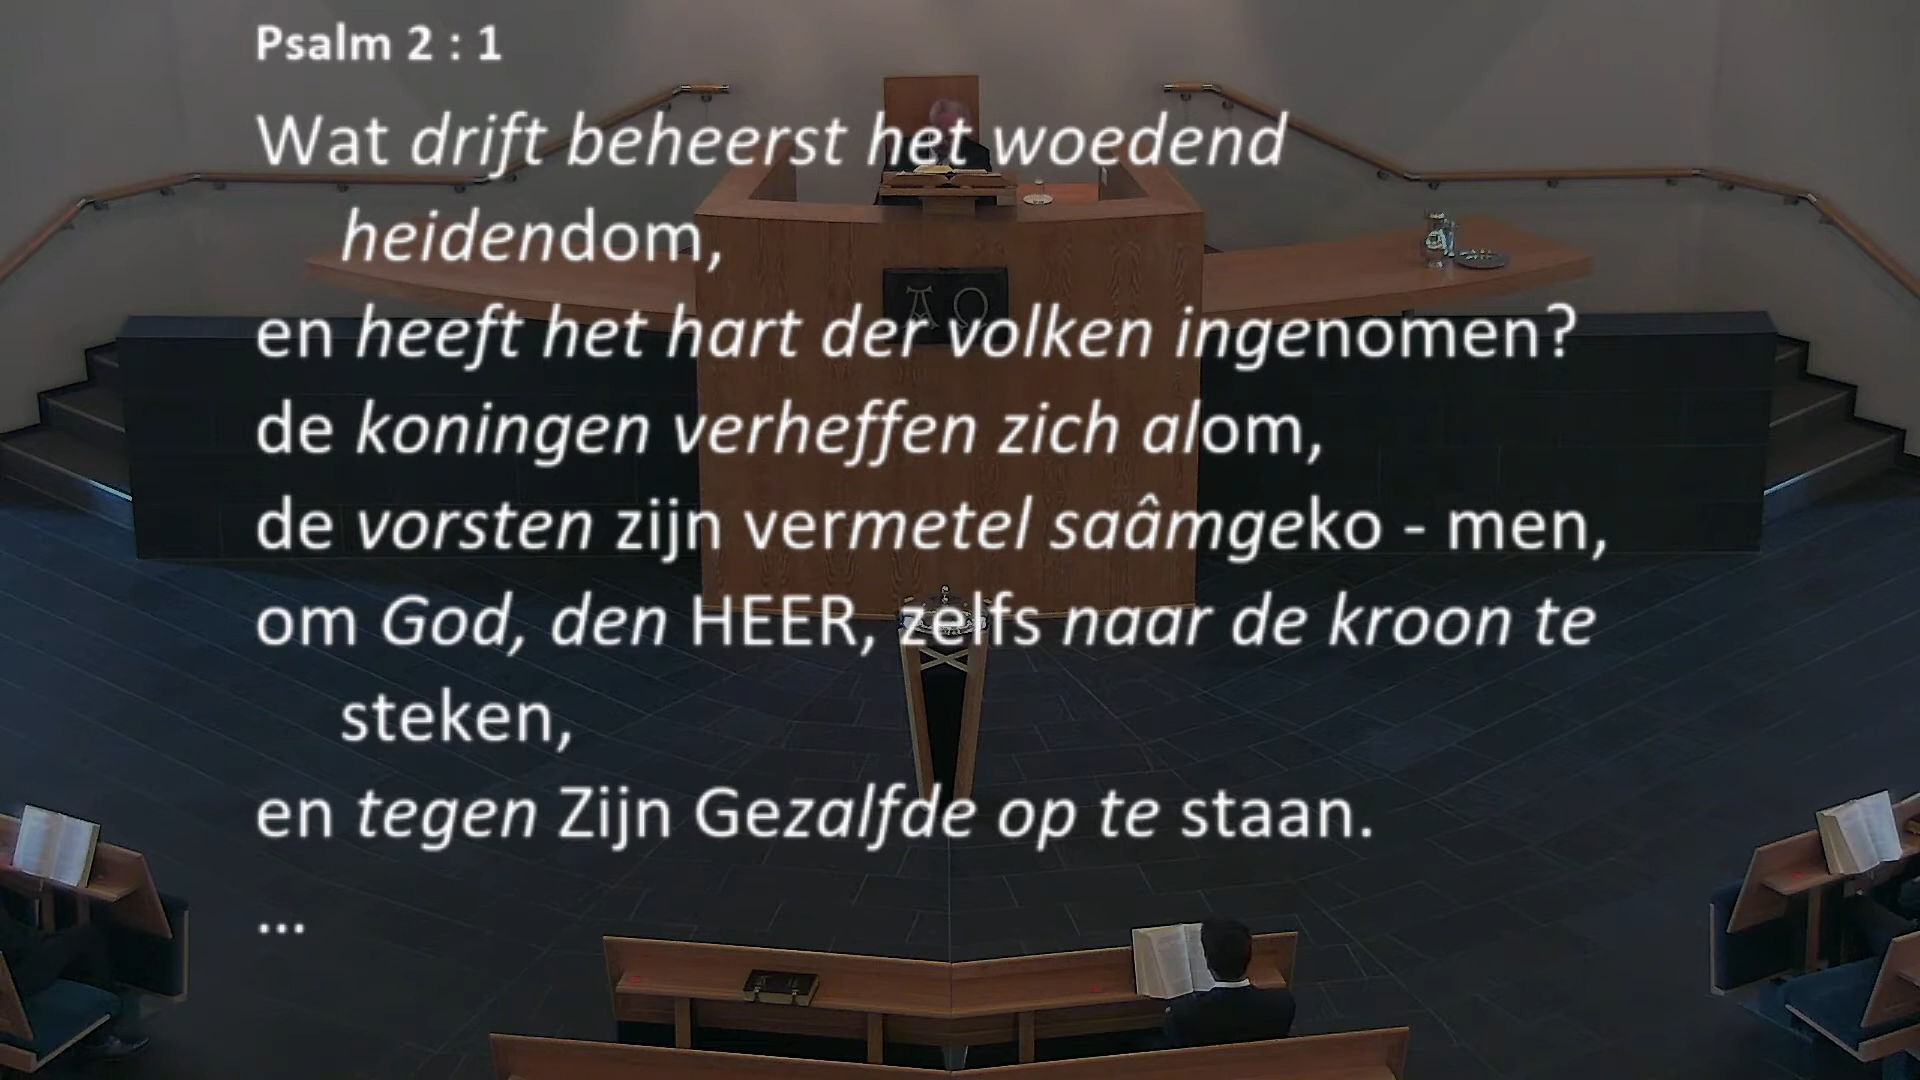 Psalm 2 : 1
Wat drift beheerst het woedend
heidendom,
en heeft het hart der volken ingenomen?
de koningen verheffen zich alom,
de vorsten zijn vermetel saâmgeko - men,
om God, den HEER, zelfs naar de kroon te
steken,
en tegen Zijn Gezalfde op te staan.
...
Α Ω